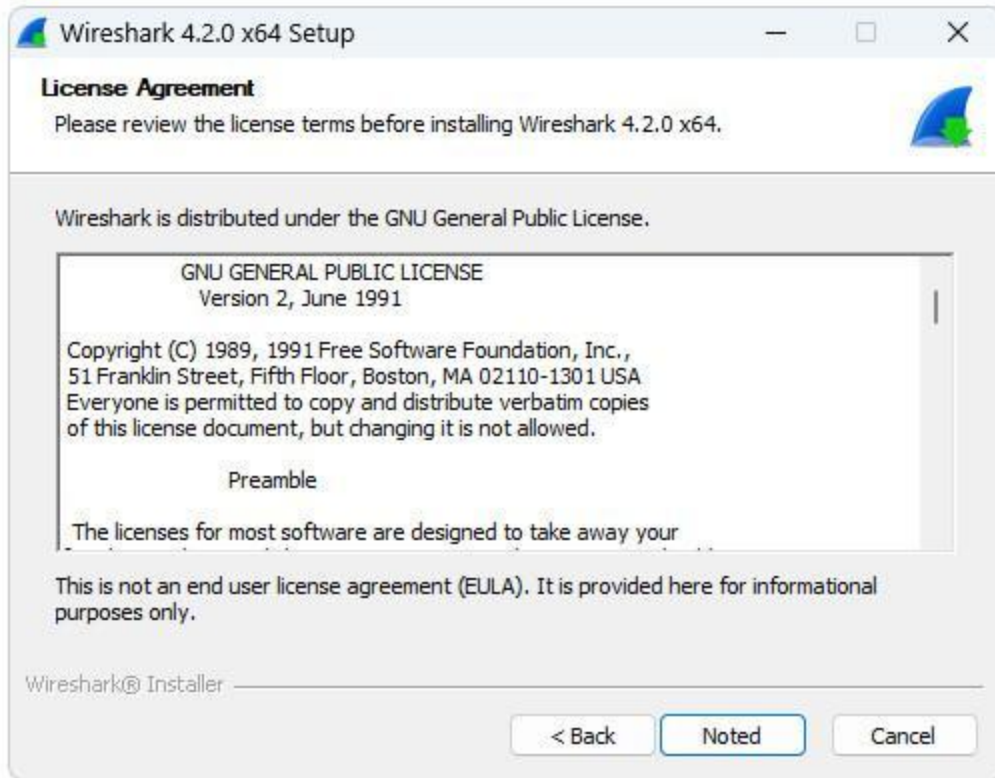 Wireshark 4.2.0 x64 Setup
License Agreement
Please review the license terms before installing Wireshark 4.2.0 x64.
Wireshark is distributed under the GNU General Public License.
GNU GENERAL PUBLIC LICENSE
Version 2, June 1991
Copyright (C) 1989, 1991 Free Software Foundation, Inc.,
51 Franklin Street, Fifth Floor, Boston, MA 02110-1301 USA
Everyone is permitted to copy and distribute verbatim copies
of this license document, but changing it is not allowed.
Preamble
The licenses for most software are designed to take away your
This is not an end user license agreement (EULA). It is provided here for informational
purposes only.
Wireshark® Installer
< Back
Noted
Cancel